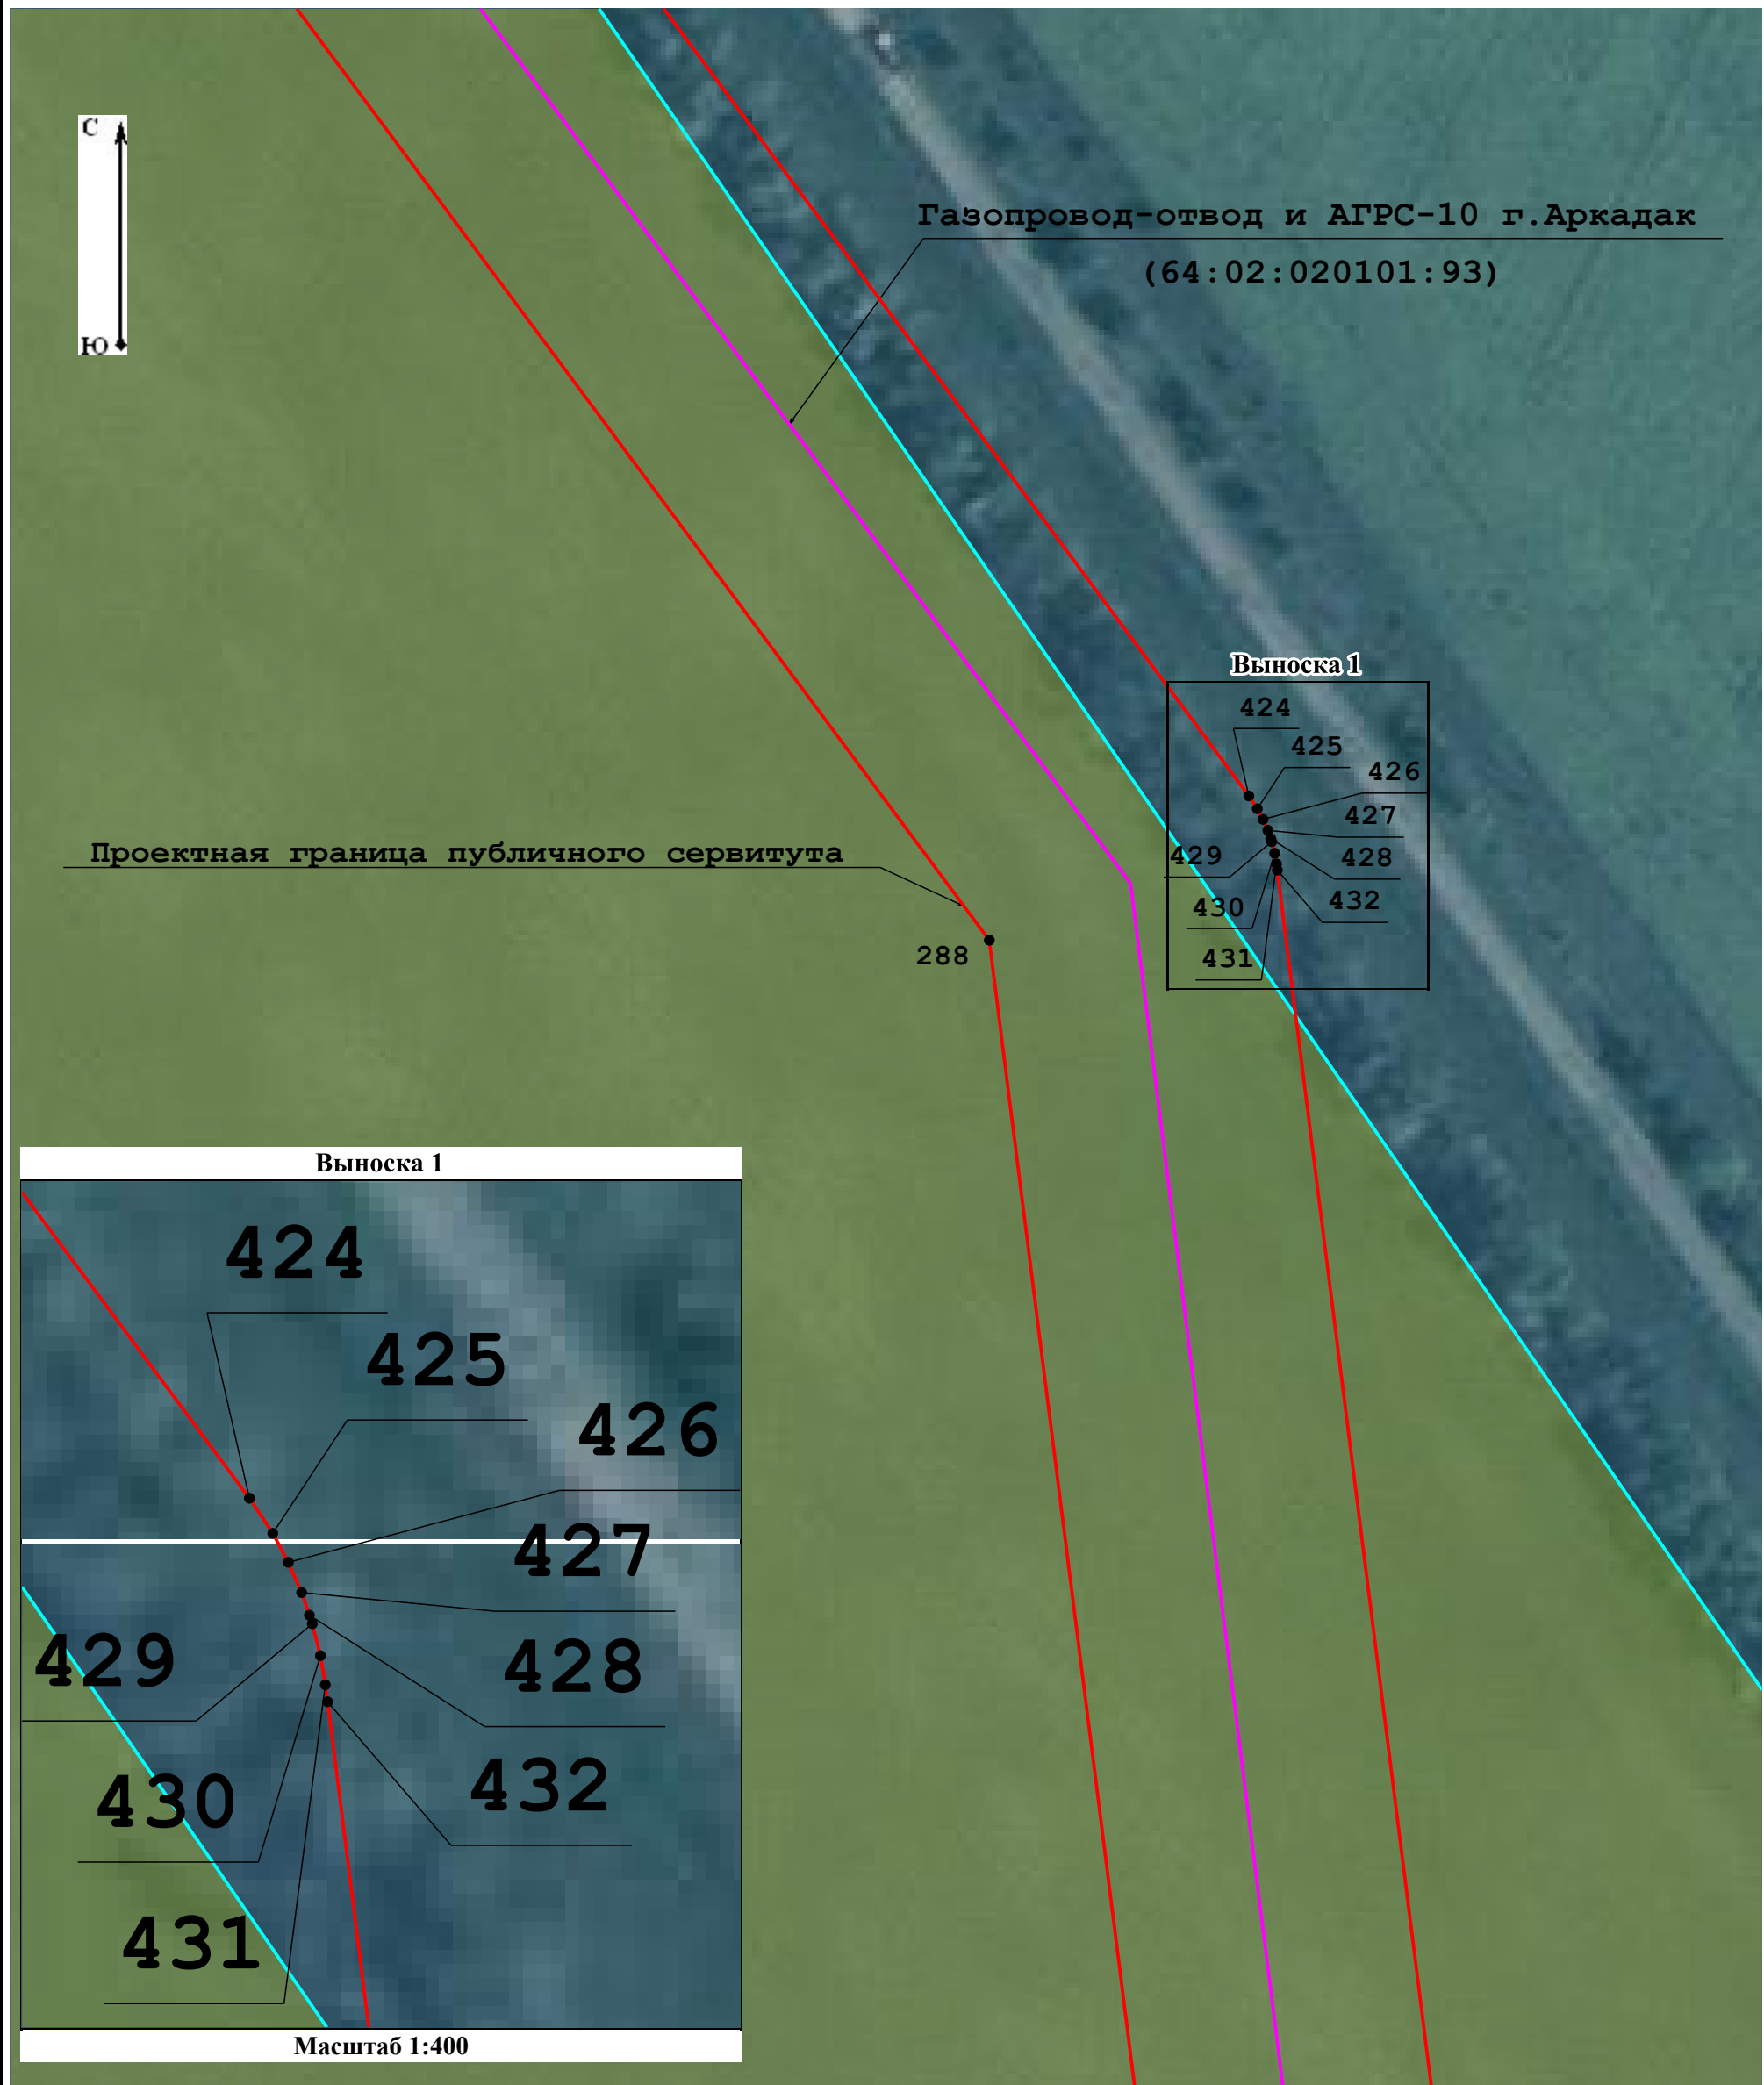 С
Ю
Газопровод-отвод и АГРС-10 г.Аркадак
(64:02:020101:93)
Выноска 1
424
425
426
427
429
428
430
432
431
Проектная граница публичного сервитута
288
Выноска 1
424
425
426
427
429
428
430
432
431
Масштаб 1:400